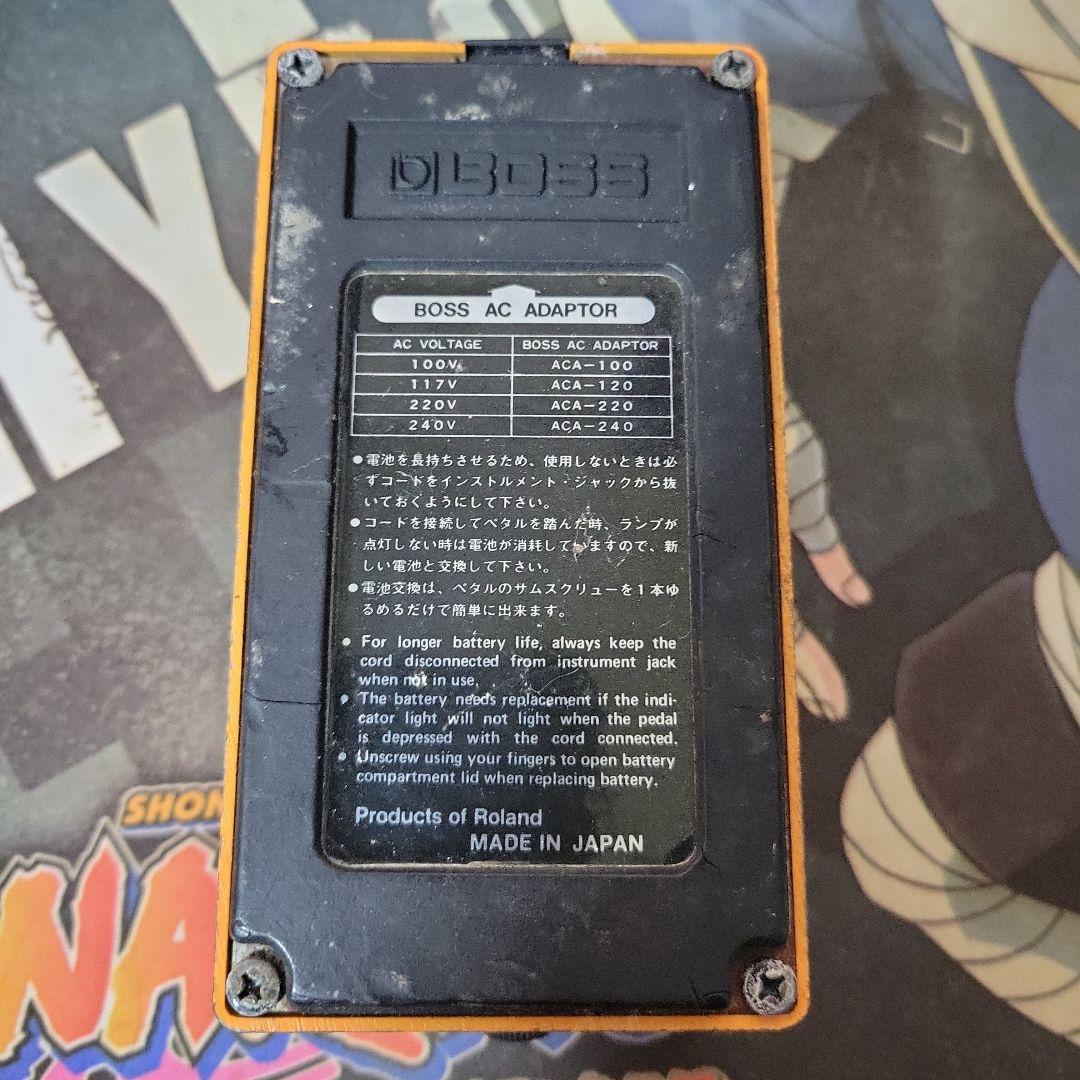 BOSS
BOSS AC ADAPTOR
AC VOLTAGE BOSS AC ADAPTOR
100V ACA-100
117V ACA-120
220V ACA-220
240V ACA-240
●電池を長持ちさせるため、使用しないときは必
ずコードをインストルメント・ジャックから抜
いておくようにして下さい。
●コードを接続してペタルを踏んだ時、ランプが
点灯しない時は電池が消耗していますので、新
しい電池と交換して下さい。
●電池交換は、ペタルのサムスクリューを1本ゆ
るめるだけで簡単に出来ます。
● For longer battery life, always keep the
cord disconnected from instrument jack
when not in use.
● The battery needs replacement if the indi-
cator light will not light when the pedal
is depressed with the cord connected.
● Unscrew using your fingers to open battery
compartment lid when replacing battery.
Products of Roland
MADE IN JAPAN
SHON
NA